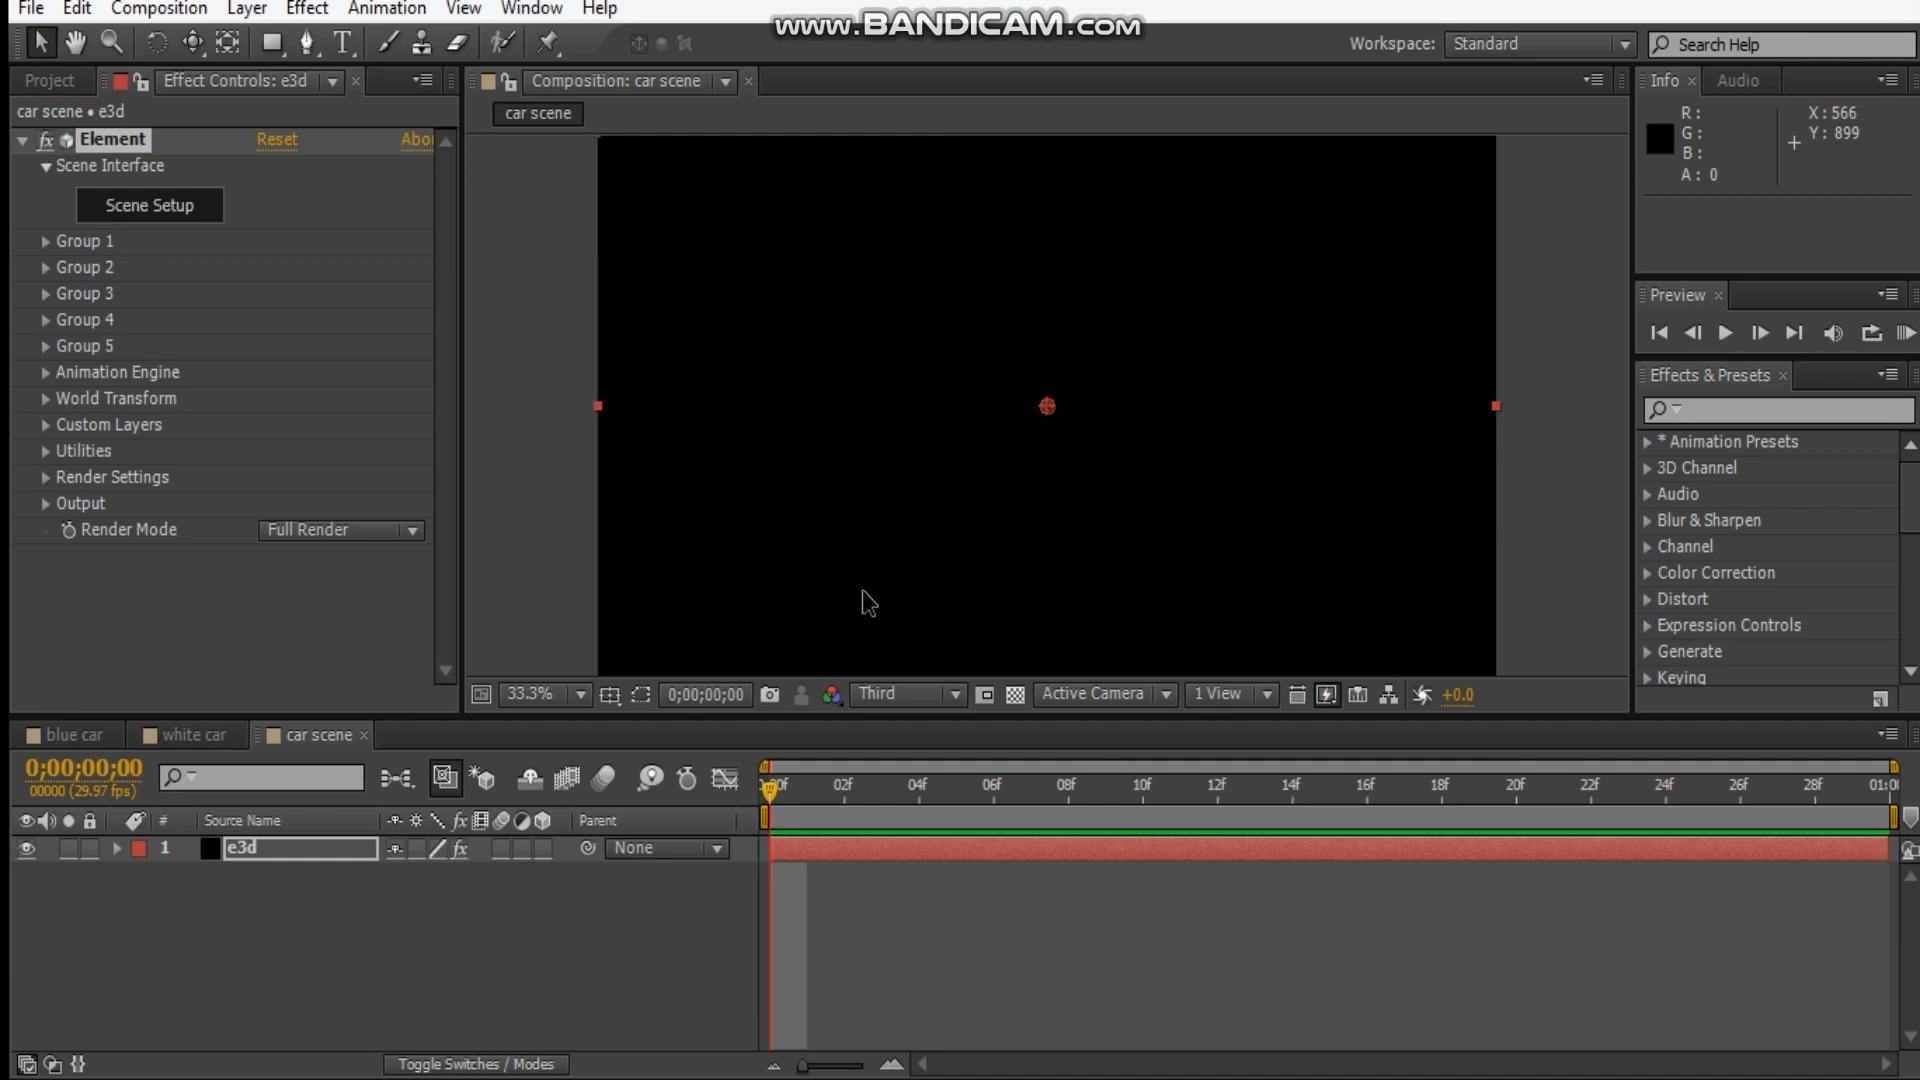 File Edit Composition Layer Effect Animation View Window Help
www.BANDICAM.com
Workspace: Standard
Search Help
Project
Effect Controls: e3d
Composition: car scene
Info
Audio
car scene • e3d
car scene
R:
G:
B:
A: 0
X: 566
Y: 899
fx Element Reset Abo
Scene Interface
Scene Setup
Group 1
Group 2
Group 3
Group 4
Group 5
Animation Engine
World Transform
Custom Layers
Utilities
Render Settings
Output
Render Mode Full Render
Preview
Effects & Presets
* Animation Presets
3D Channel
Audio
Blur & Sharpen
Channel
Color Correction
Distort
Expression Controls
Generate
Keying
33.3%
0;00;00;00
Third
Active Camera
1 View
+0.0
blue car
white car
car scene
0;00;00;00
00000 (29.97 fps)
00f 02f 04f 06f 08f 10f 12f 14f 16f 18f 20f 22f 24f 26f 28f 01:0
# Source Name fx Parent
1 e3d fx None
Toggle Switches / Modes